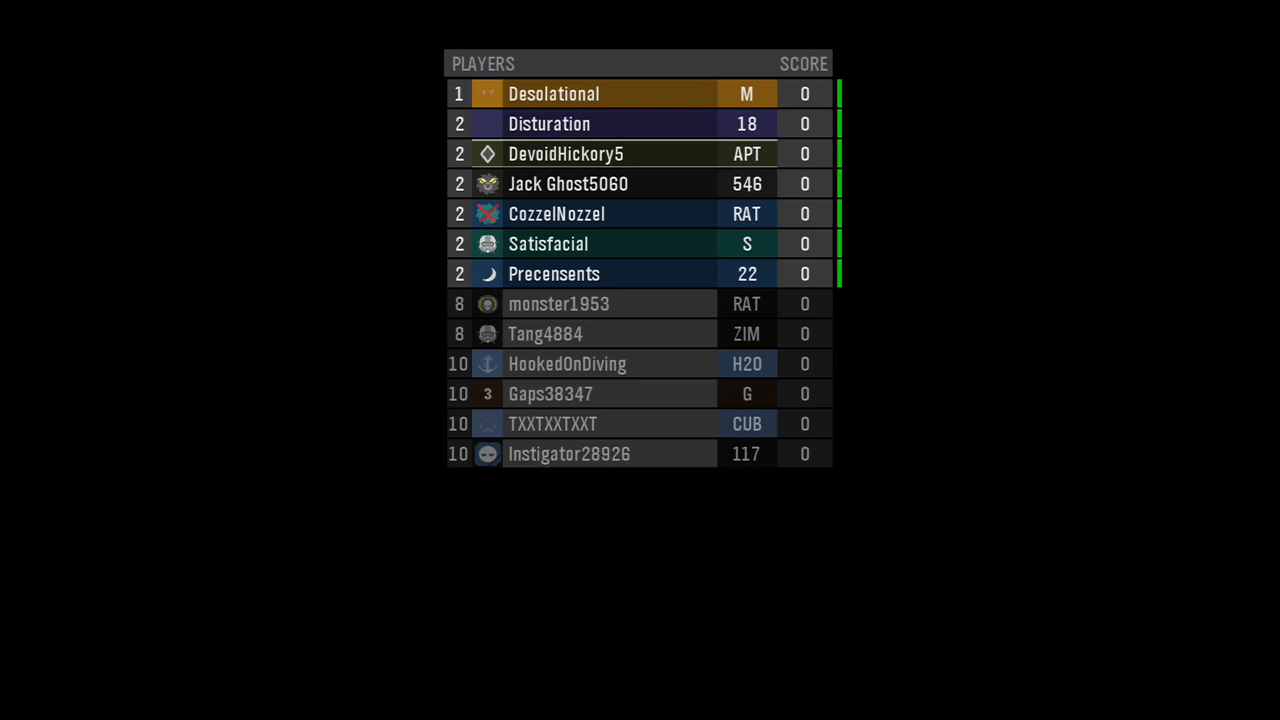 PLAYERS SCORE
1 Desolational M 0
2 Disturation 18 0
2 DevoidHickory5 APT 0
2 Jack Ghost5060 546 0
2 CozzelNozzel RAT 0
2 Satisfacial S 0
2 Precensents 22 0
8 monster1953 RAT 0
8 Tang4884 ZIM 0
10 HookedOnDiving H2O 0
10 3 Gaps38347 G 0
10 TXXTXXTXXT CUB 0
10 Instigator28926 117 0